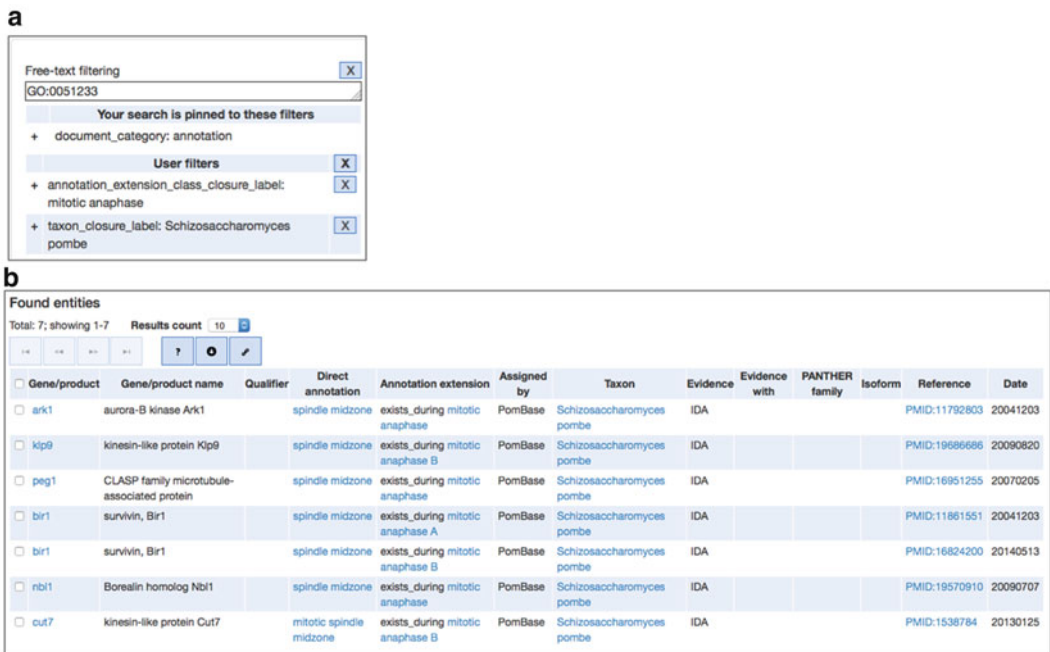 a
Free-text filtering X
GO:0051233
Your search is pinned to these filters
+ document_category: annotation
User filters X
+ annotation_extension_class_closure_label: X
mitotic anaphase
+ taxon_closure_label: Schizosaccharomyces X
pombe
b
Found entities
Total: 7; showing 1-7 Results count 10
?
Direct Assigned Evidence PANTHER
Gene/product Gene/product name Qualifier annotation Annotation extension by Taxon Evidence with family Isoform Reference Date
ark1 aurora-B kinase Ark1 spindle midzone exists_during mitotic PomBase Schizosaccharomyces IDA PMID:11792803 20041203
anaphase pombe
klp9 kinesin-like protein Klp9 spindle midzone exists_during mitotic PomBase Schizosaccharomyces IDA PMID:19686686 20090820
anaphase B pombe
peg1 CLASP family microtubule- spindle midzone exists_during mitotic PomBase Schizosaccharomyces IDA PMID:16951255 20070205
associated protein anaphase pombe
bir1 survivin, Bir1 spindle midzone exists_during mitotic PomBase Schizosaccharomyces IDA PMID:11861551 20041203
anaphase A pombe
bir1 survivin, Bir1 spindle midzone exists_during mitotic PomBase Schizosaccharomyces IDA PMID:16824200 20140513
anaphase B pombe
nbl1 Borealin homolog Nbl1 spindle midzone exists_during mitotic PomBase Schizosaccharomyces IDA PMID:19570910 20090707
anaphase pombe
cut7 kinesin-like protein Cut7 mitotic spindle exists_during mitotic PomBase Schizosaccharomyces IDA PMID:1538784 20130125
midzone anaphase B pombe